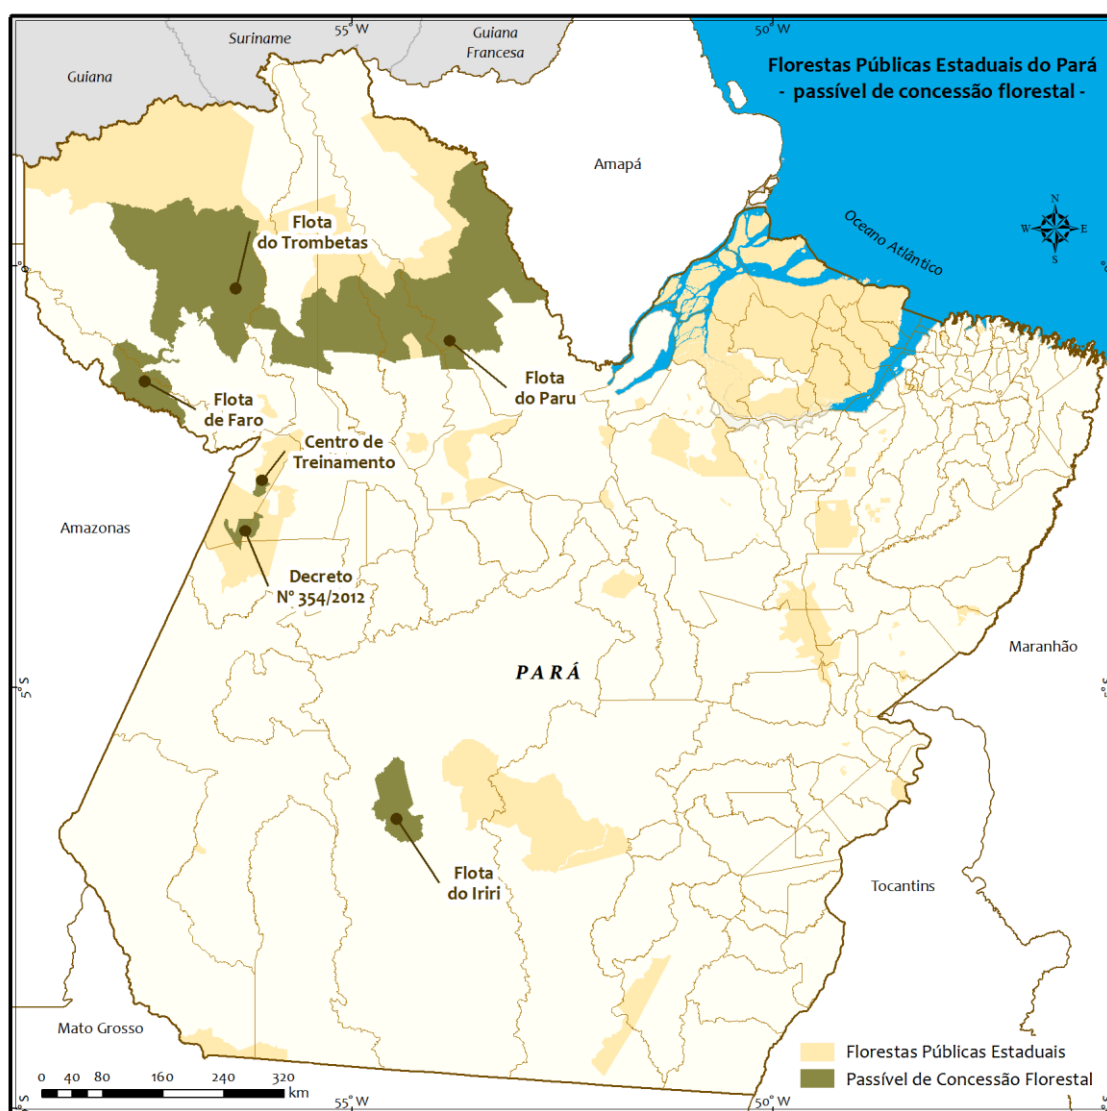 55° W
50° W
Suriname
Guiana
Francesa
Guiana
Florestas Públicas Estaduais do Pará
- passível de concessão florestal -
Amapá
Flota
do Trombetas
Oceano Atlântico
N
W
E
S
0°
0°
Flota
do Paru
Flota
de Faro
Centro de
Treinamento
Amazonas
Decreto
N° 354/2012
Maranhão
PARÁ
5° S
5° S
Flota
do Iriri
Tocantins
Mato Grosso
Florestas Públicas Estaduais
Passível de Concessão Florestal
0 40 80 160 240 320
km
55° W
50° W